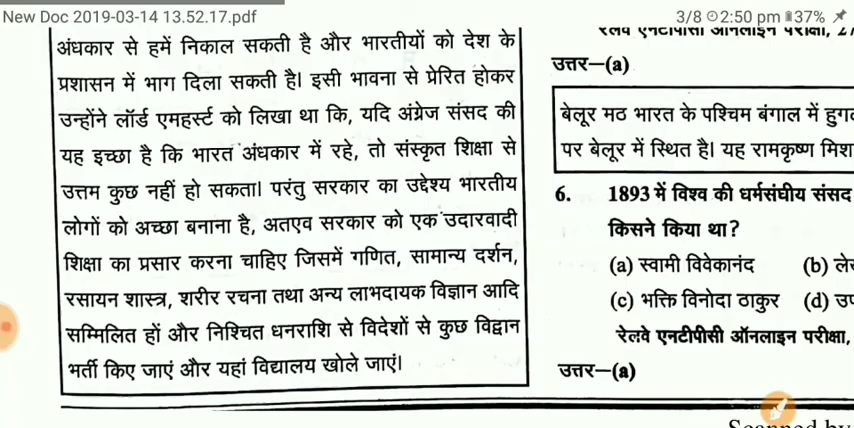 New Doc 2019-03-14 13.52.17.pdf
3/8 2:50 pm 37%
अंधकार से हमें निकाल सकती है और भारतीयों को देश के
प्रशासन में भाग दिला सकती है। इसी भावना से प्रेरित होकर
उन्होंने लॉर्ड एमहर्स्ट को लिखा था कि, यदि अंग्रेज संसद की
यह इच्छा है कि भारत अंधकार में रहे, तो संस्कृत शिक्षा से
उत्तम कुछ नहीं हो सकता। परंतु सरकार का उद्देश्य भारतीय
लोगों को अच्छा बनाना है, अतएव सरकार को एक उदारवादी
शिक्षा का प्रसार करना चाहिए जिसमें गणित, सामान्य दर्शन,
रसायन शास्त्र, शरीर रचना तथा अन्य लाभदायक विज्ञान आदि
सम्मिलित हों और निश्चित धनराशि से विदेशों से कुछ विद्वान
भर्ती किए जाएं और यहां विद्यालय खोले जाएं।
उत्तर—(a)
बेलूर मठ भारत के पश्चिम बंगाल में
पर बेलूर में स्थित है। यह रामकृष्ण
6. 1893 में विश्व की धर्मसंघीय संसद
किसने किया था?
(a) स्वामी विवेकानंद (b)
(c) भक्ति विनोदा ठाकुर (d)
रेलवे एनटीपीसी ऑनलाइन परीक्षा,
उत्तर—(a)